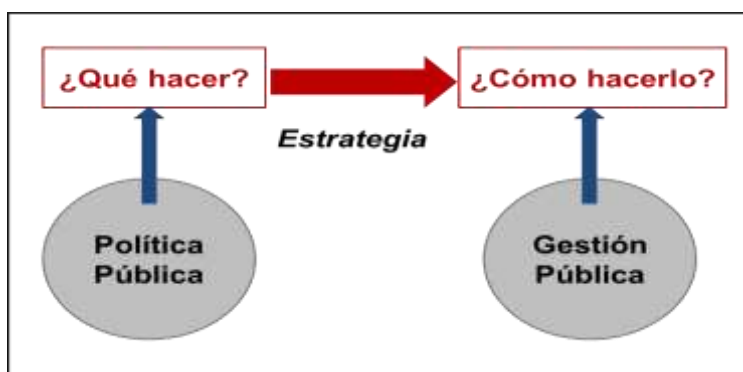 ¿Qué hacer?
¿Cómo hacerlo?
Estrategia
Política
Pública
Gestión
Pública